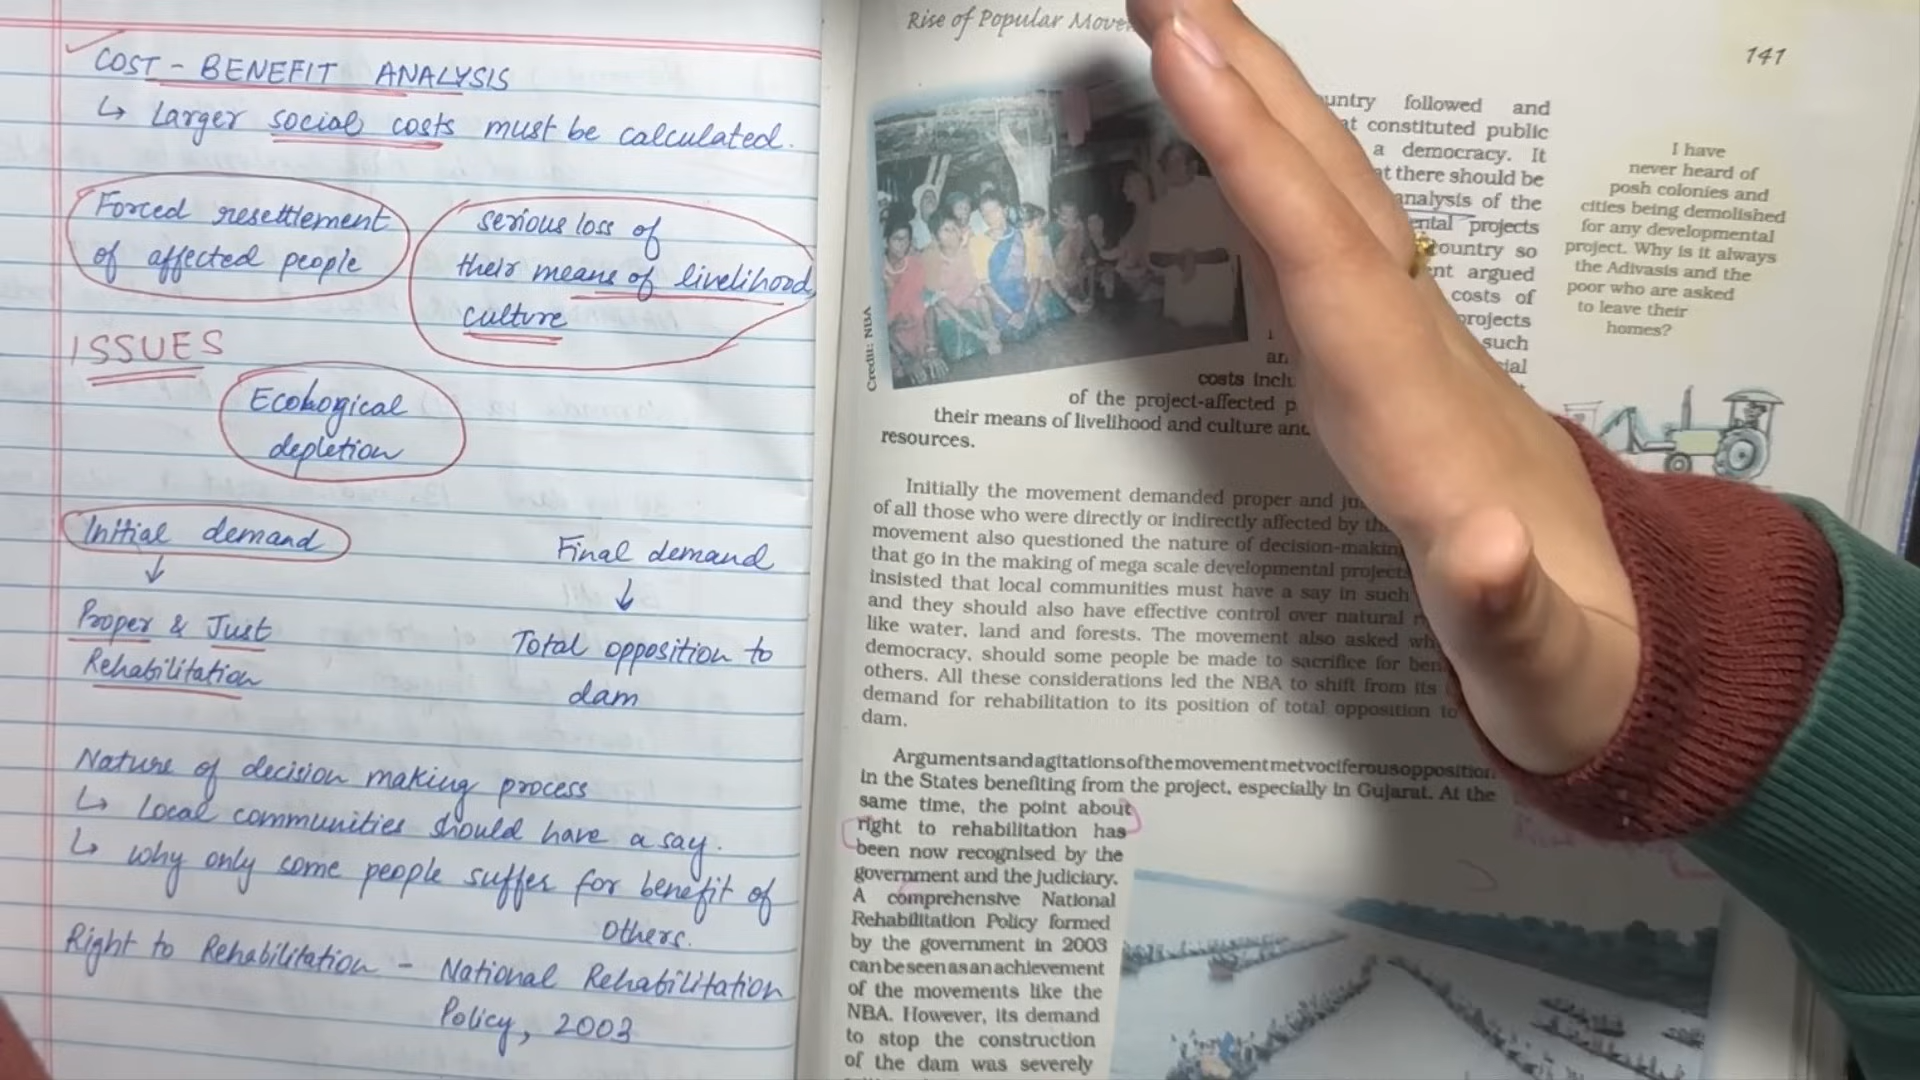 COST - BENEFIT ANALYSIS
↳ Larger social costs must be calculated.
Forced resettlement
of affected people
serious loss of
their means of livelihood,
culture
ISSUES
Ecological
depletion
Initial demand
↓
Proper & Just
Rehabilitation
Final demand
↓
Total opposition to
dam
Nature of decision making process
↳ Local communities should have a say.
↳ why only some people suffer for benefit of
others.
Right to Rehabilitation - National Rehabilitation
Policy, 2003
Rise of Popular
141
followed and
constituted public
a democracy. It
there should be
analysis of the
projects
country so
argued
costs of
projects
such
costs
of the project-affected
their means of livelihood and culture
resources.
Credit: NBA
I have
never heard of
posh colonies and
cities being demolished
for any developmental
project. Why is it always
the Adivasis and the
poor who are asked
to leave their
homes?
Initially the movement demanded proper and
of all those who were directly or indirectly affected by
movement also questioned the nature of decision-making
that go in the making of mega scale developmental
insisted that local communities must have a say in such
and they should also have effective control over natural
like water, land and forests. The movement also asked
democracy, should some people be made to sacrifice for
others. All these considerations led the NBA to shift from its
demand for rehabilitation to its position of total opposition to
dam.
Arguments and agitations of the movement met vociferous opposition
in the States benefiting from the project, especially in Gujarat. At the
same time, the point about
right to rehabilitation has
been now recognised by the
government and the judiciary.
A comprehensive National
Rehabilitation Policy formed
by the government in 2003
can be seen as an achievement
of the movements like the
NBA. However, its demand
to stop the construction
of the dam was severely